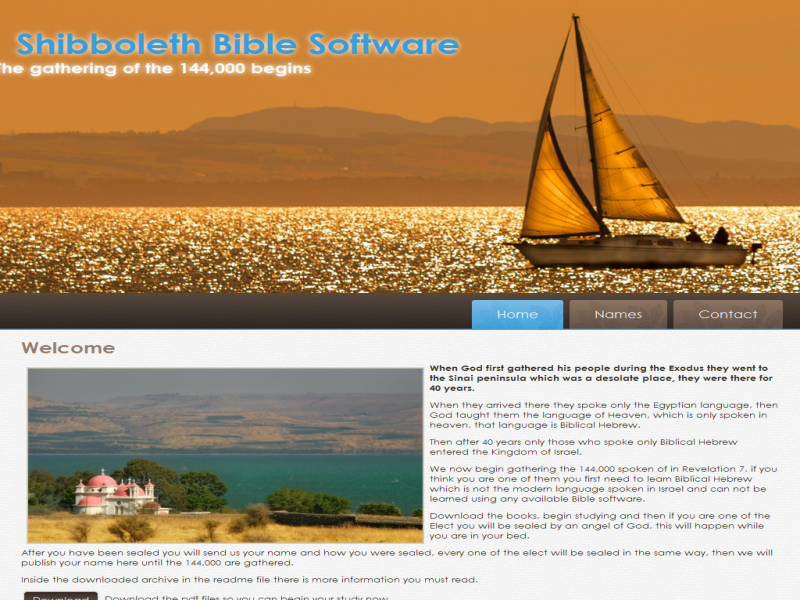 Shibboleth Bible Software
The gathering of the 144,000 begins
Home
Names
Contact
Welcome
When God first gathered his people during the Exodus they went to
the Sinai peninsula which was a desolate place, they were there for
40 years.
When they arrived there they spoke only the Egyptian language, then
God taught them the language of Heaven, which is only spoken in
heaven, that language is Biblical Hebrew.
Then after 40 years only those who spoke only Biblical Hebrew
entered the Kingdom of Israel.
We now begin gathering the 144,000 spoken of in Revelation 7, if you
think you are one of them you first need to learn Biblical Hebrew
which is not the modern language spoken in Israel and can not be
learned using any available Bible software.
Download the books, begin studying and then if you are one of the
Elect you will be sealed by an angel of God, this will happen while
you are in your bed.
After you have been sealed you will send us your name and how you were sealed, every one of the elect will be sealed in the same way, then we will
publish your name here until the 144,000 are gathered.
Inside the downloaded archive in the readme file there is more information you must read.
Download Download the pdf files so you can begin your study now